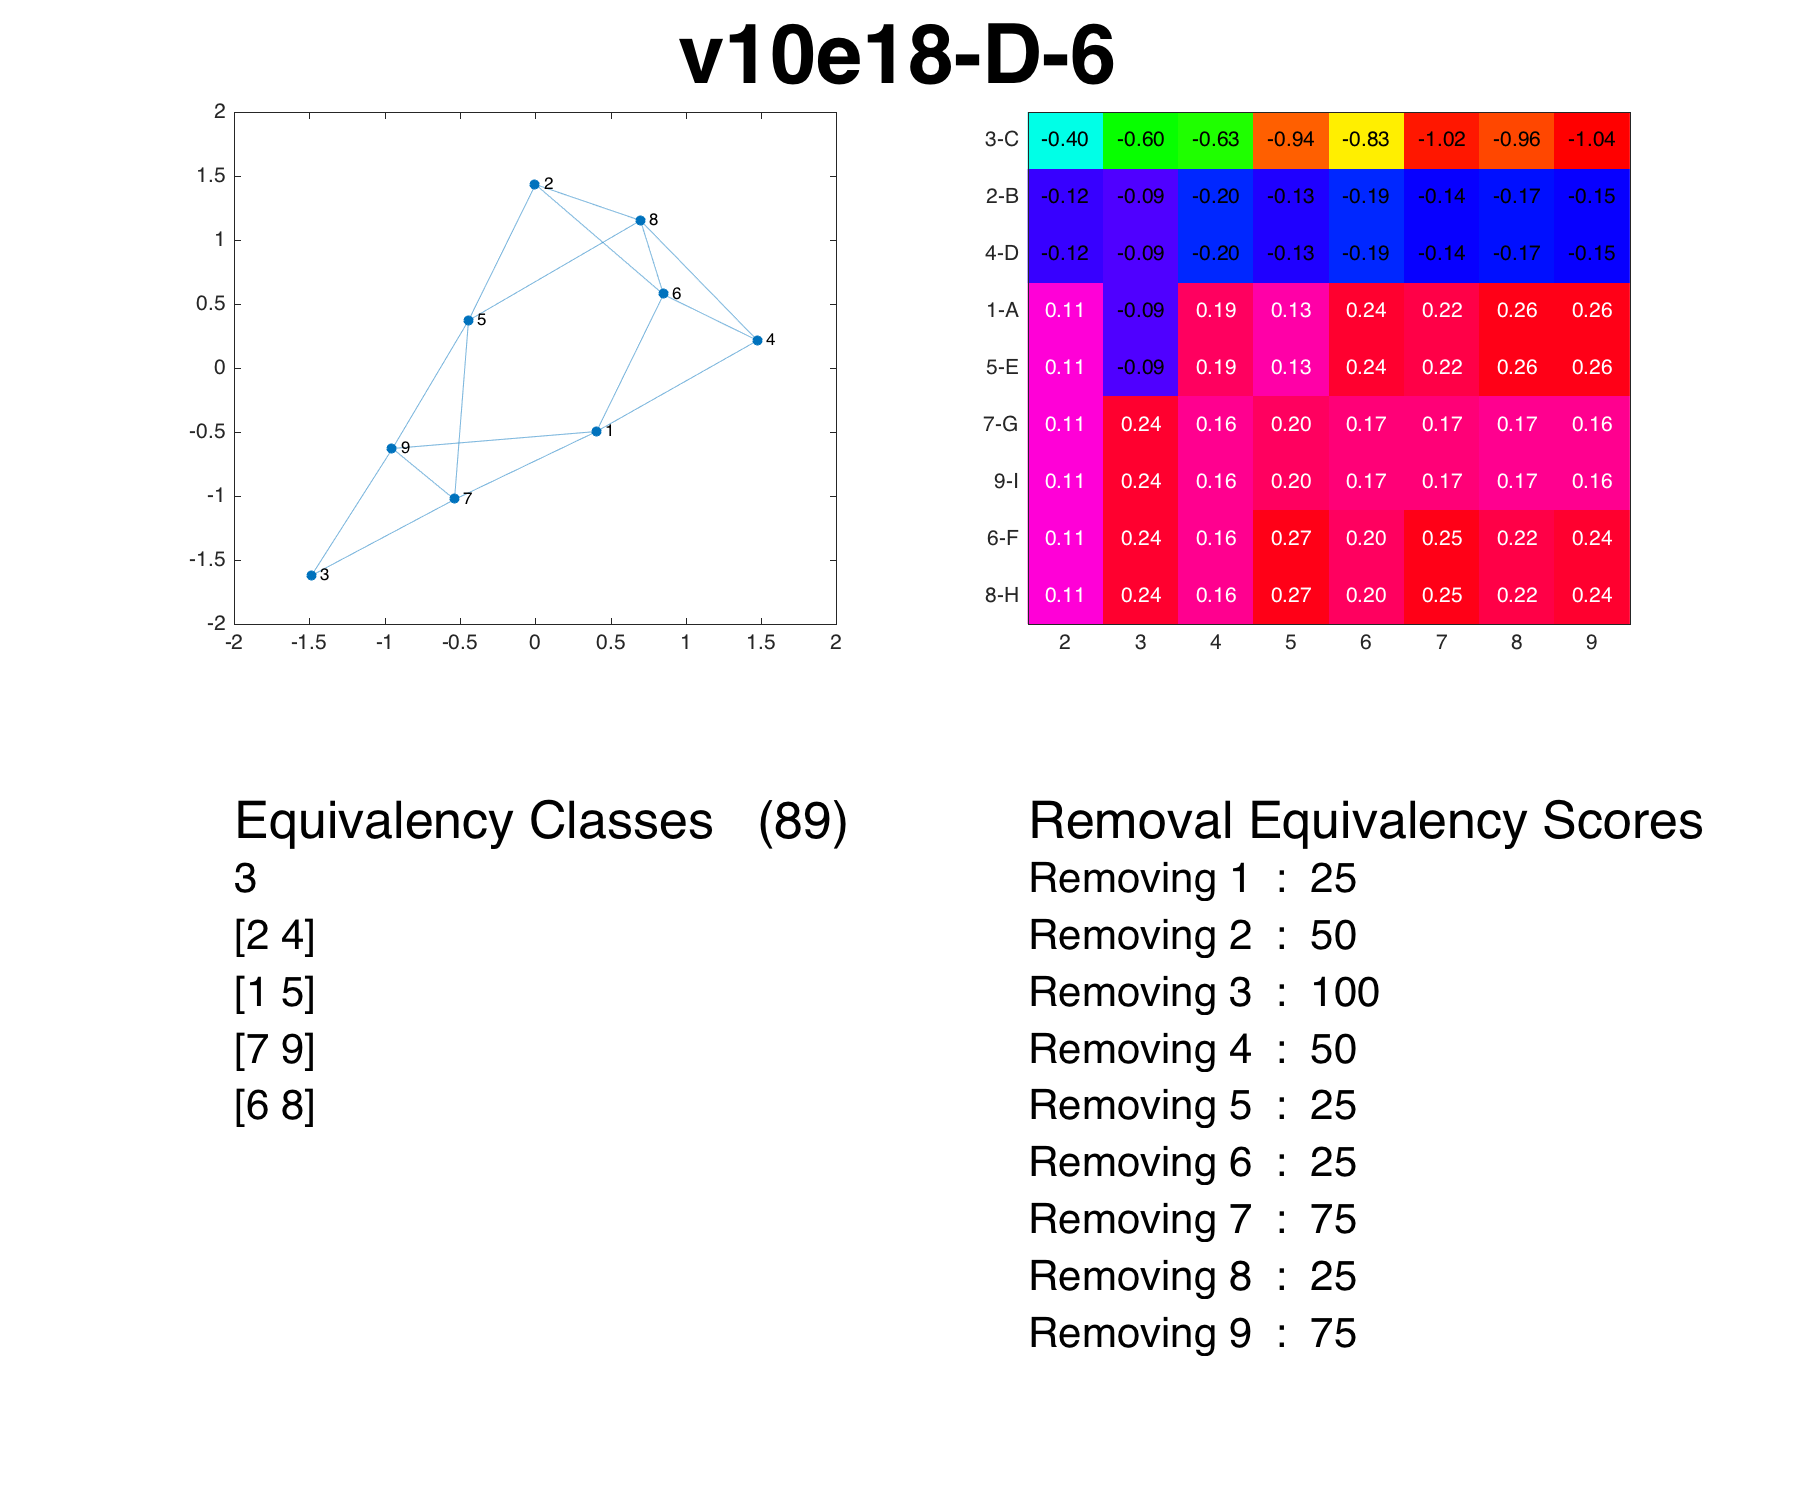 v10e18-D-6
2
1.5
1
0.5
0
-0.5
-1
-1.5
-2
-2 -1.5 -1 -0.5 0 0.5 1 1.5 2
2
8
6
5
4
1
9
7
3
3-C -0.40 -0.60 -0.63 -0.94 -0.83 -1.02 -0.96 -1.04
2-B -0.12 -0.09 -0.20 -0.13 -0.19 -0.14 -0.17 -0.15
4-D -0.12 -0.09 -0.20 -0.13 -0.19 -0.14 -0.17 -0.15
1-A 0.11 -0.09 0.19 0.13 0.24 0.22 0.26 0.26
5-E 0.11 -0.09 0.19 0.13 0.24 0.22 0.26 0.26
7-G 0.11 0.24 0.16 0.20 0.17 0.17 0.17 0.16
9-I 0.11 0.24 0.16 0.20 0.17 0.17 0.17 0.16
6-F 0.11 0.24 0.16 0.27 0.20 0.25 0.22 0.24
8-H 0.11 0.24 0.16 0.27 0.20 0.25 0.22 0.24
2 3 4 5 6 7 8 9
Equivalency Classes (89)
3
[2 4]
[1 5]
[7 9]
[6 8]
Removal Equivalency Scores
Removing 1 : 25
Removing 2 : 50
Removing 3 : 100
Removing 4 : 50
Removing 5 : 25
Removing 6 : 25
Removing 7 : 75
Removing 8 : 25
Removing 9 : 75